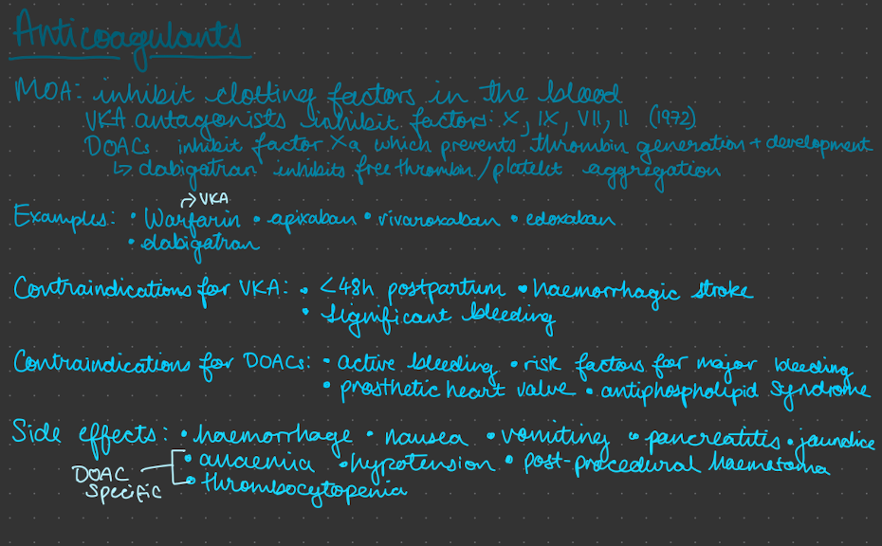 Anticoagulants
MOA: inhibit clotting factors in the blood
VKA antagonists inhibit factors: X, IX, VII, II (1972)
DOACs: inhibit factor Xa which prevents thrombin generation + development
↳ dabigatran inhibits free thrombin/platelet aggregation
→ VKA
Examples: • Warfarin • apixaban • rivaroxaban • edoxaban
• dabigatran
Contraindications for VKA: • <48h postpartum • haemorrhagic stroke
• significant bleeding
Contraindications for DOACs: • active bleeding • risk factors for major bleeding
• prosthetic heart valve • antiphospholipid syndrome
Side effects: • haemorrhage • nausea • vomiting • pancreatitis • jaundice
• anaemia • hypotension • post-procedural haematoma
DOAC specific
• thrombocytopenia